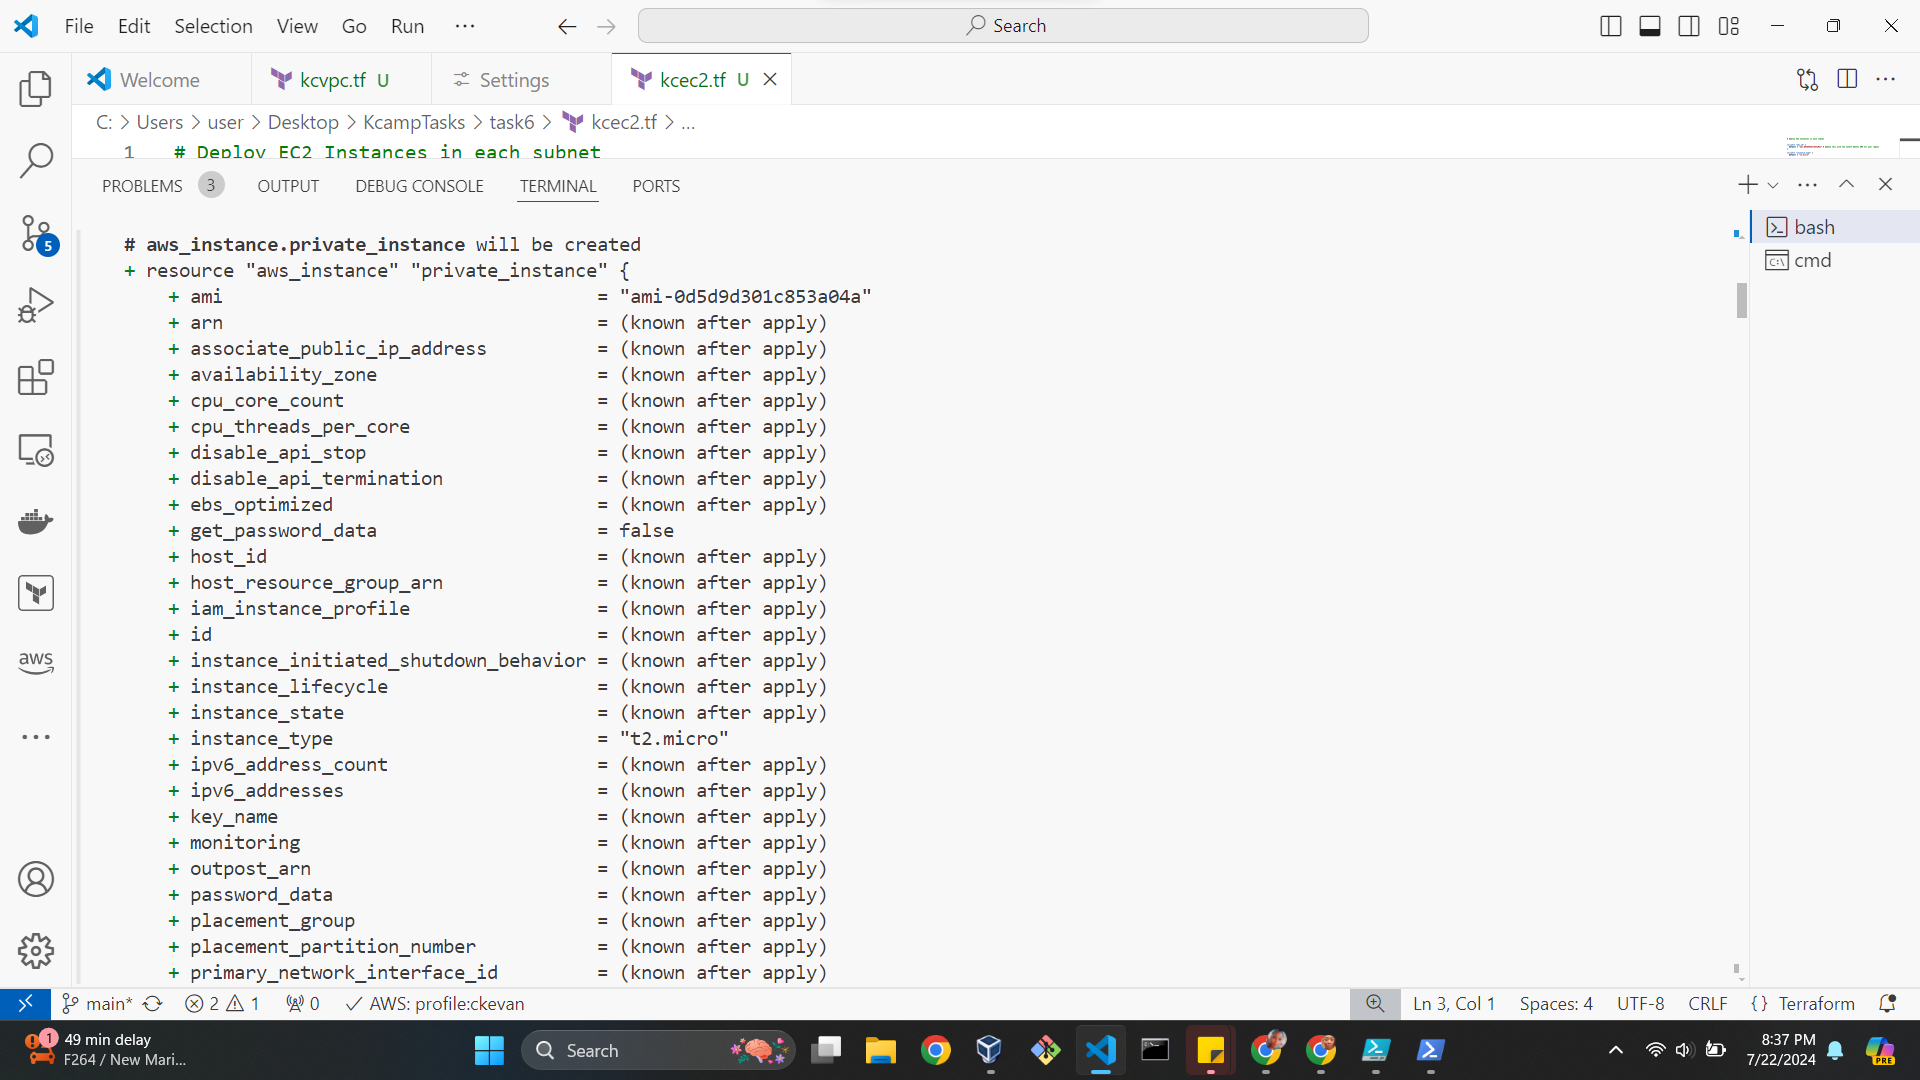 File Edit Selection View Go Run ··· Search
Welcome kcvpc.tf U Settings kcec2.tf U
C: > Users > user > Desktop > KcampTasks > task6 > kcec2.tf > ...
1 # Deploy EC2 Instances in each subnet
PROBLEMS 3 OUTPUT DEBUG CONSOLE TERMINAL PORTS
bash
cmd
# aws_instance.private_instance will be created
+ resource "aws_instance" "private_instance" {
+ ami = "ami-0d5d9d301c853a04a"
+ arn = (known after apply)
+ associate_public_ip_address = (known after apply)
+ availability_zone = (known after apply)
+ cpu_core_count = (known after apply)
+ cpu_threads_per_core = (known after apply)
+ disable_api_stop = (known after apply)
+ disable_api_termination = (known after apply)
+ ebs_optimized = (known after apply)
+ get_password_data = false
+ host_id = (known after apply)
+ host_resource_group_arn = (known after apply)
+ iam_instance_profile = (known after apply)
+ id = (known after apply)
+ instance_initiated_shutdown_behavior = (known after apply)
+ instance_lifecycle = (known after apply)
+ instance_state = (known after apply)
+ instance_type = "t2.micro"
+ ipv6_address_count = (known after apply)
+ ipv6_addresses = (known after apply)
+ key_name = (known after apply)
+ monitoring = (known after apply)
+ outpost_arn = (known after apply)
+ password_data = (known after apply)
+ placement_group = (known after apply)
+ placement_partition_number = (known after apply)
+ primary_network_interface_id = (known after apply)
5
aws
main* 2 1 0 AWS: profile:ckevan Ln 3, Col 1 Spaces: 4 UTF-8 CRLF {} Terraform
1 49 min delay
F264 / New Mari...
Search
8:37 PM
7/22/2024
PRE